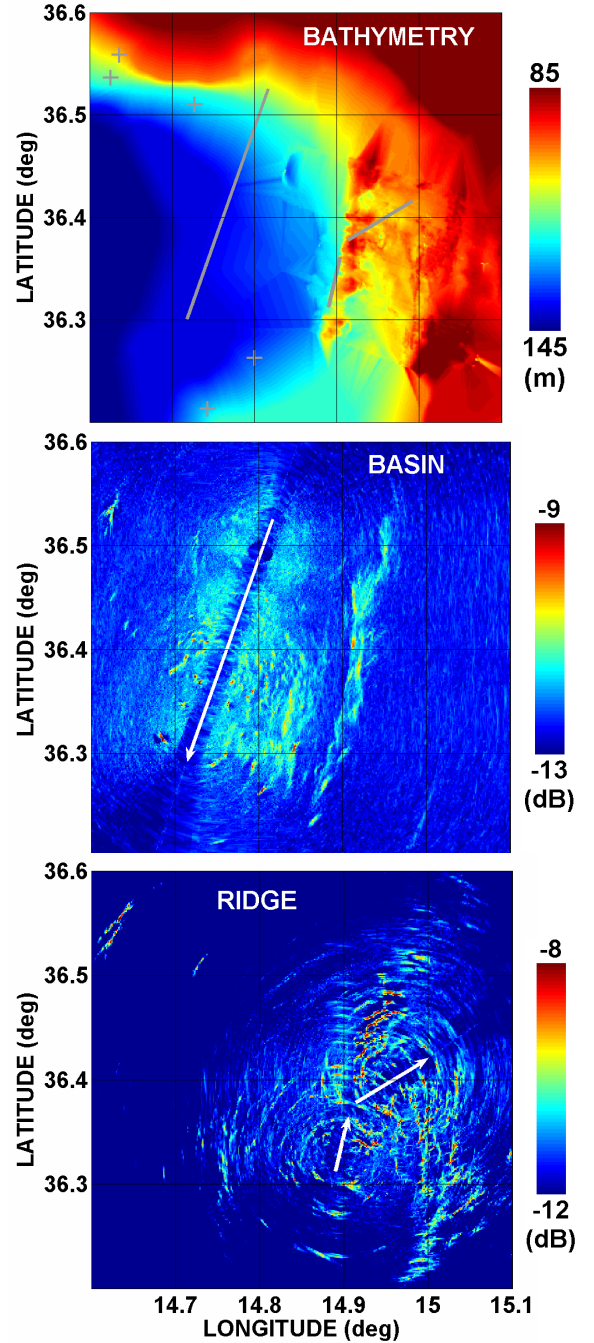 36.6
BATHYMETRY
85
36.5
LATITUDE (deg)
36.4
36.3
145
(m)
36.6
BASIN
-9
36.5
LATITUDE (deg)
36.4
36.3
-13
(dB)
36.6
RIDGE
-8
36.5
LATITUDE (deg)
36.4
36.3
-12
(dB)
14.7 14.8 14.9 15 15.1
LONGITUDE (deg)